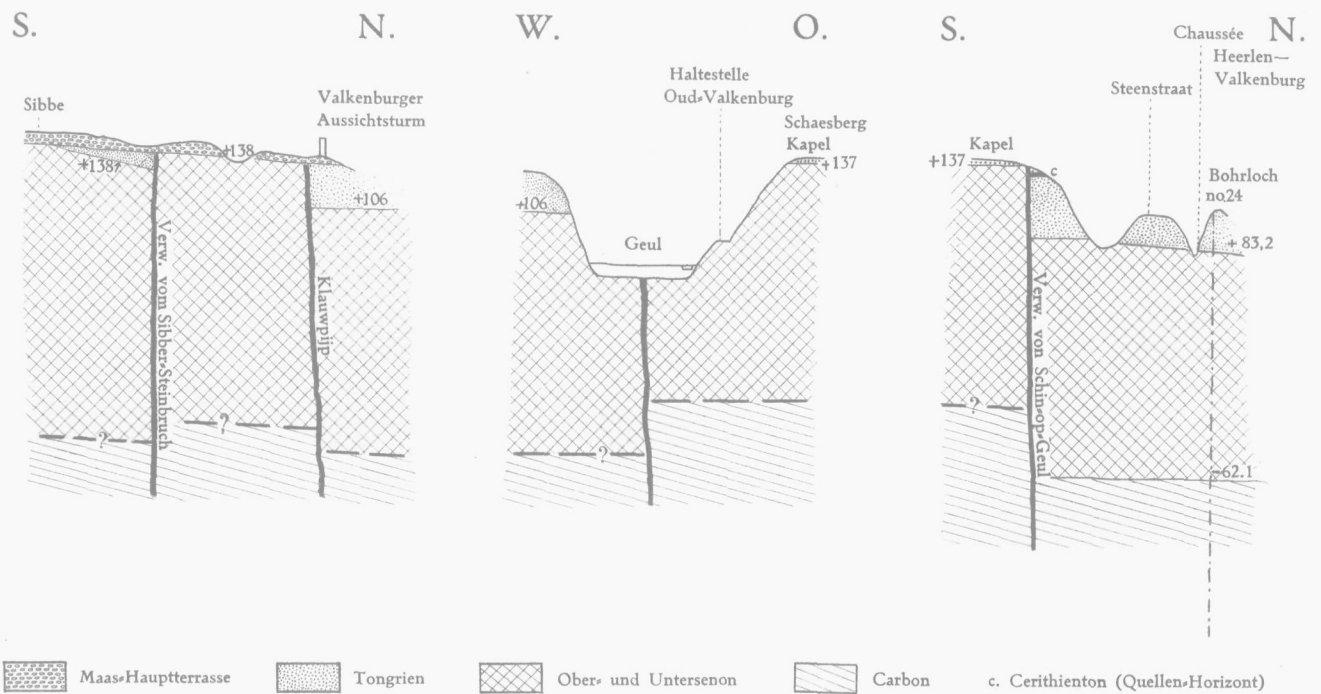 S. N. W. O. S. N.
Chaussée
Heerlen—
Valkenburg
Haltestelle
Oud-Valkenburg
Steenstraat
Sibbe
Valkenburger
Aussichtsturm
Schaesberg
Kapel
Kapel
+138
+138
+137
+137
c
Bohrloch
no.24
+106
+106
Geul
+ 83,2
Verw. vom Sibber-Steinbruch
Klauwpijp
Verw. von Schin-op-Geul
?
?
?
?
-62.1
Maas-Hauptterrasse
Tongrien
Ober- und Untersenon
Carbon
c. Cerithienton (Quellen-Horizont)